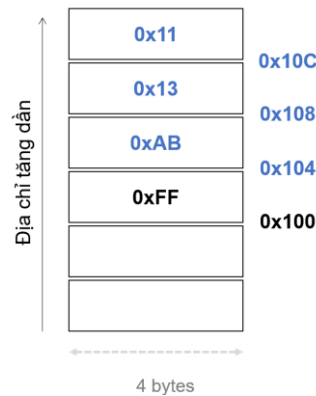 0x11
0x10C
0x13
0x108
0xAB
0x104
0xFF
0x100
Địa chỉ tăng dần
4 bytes